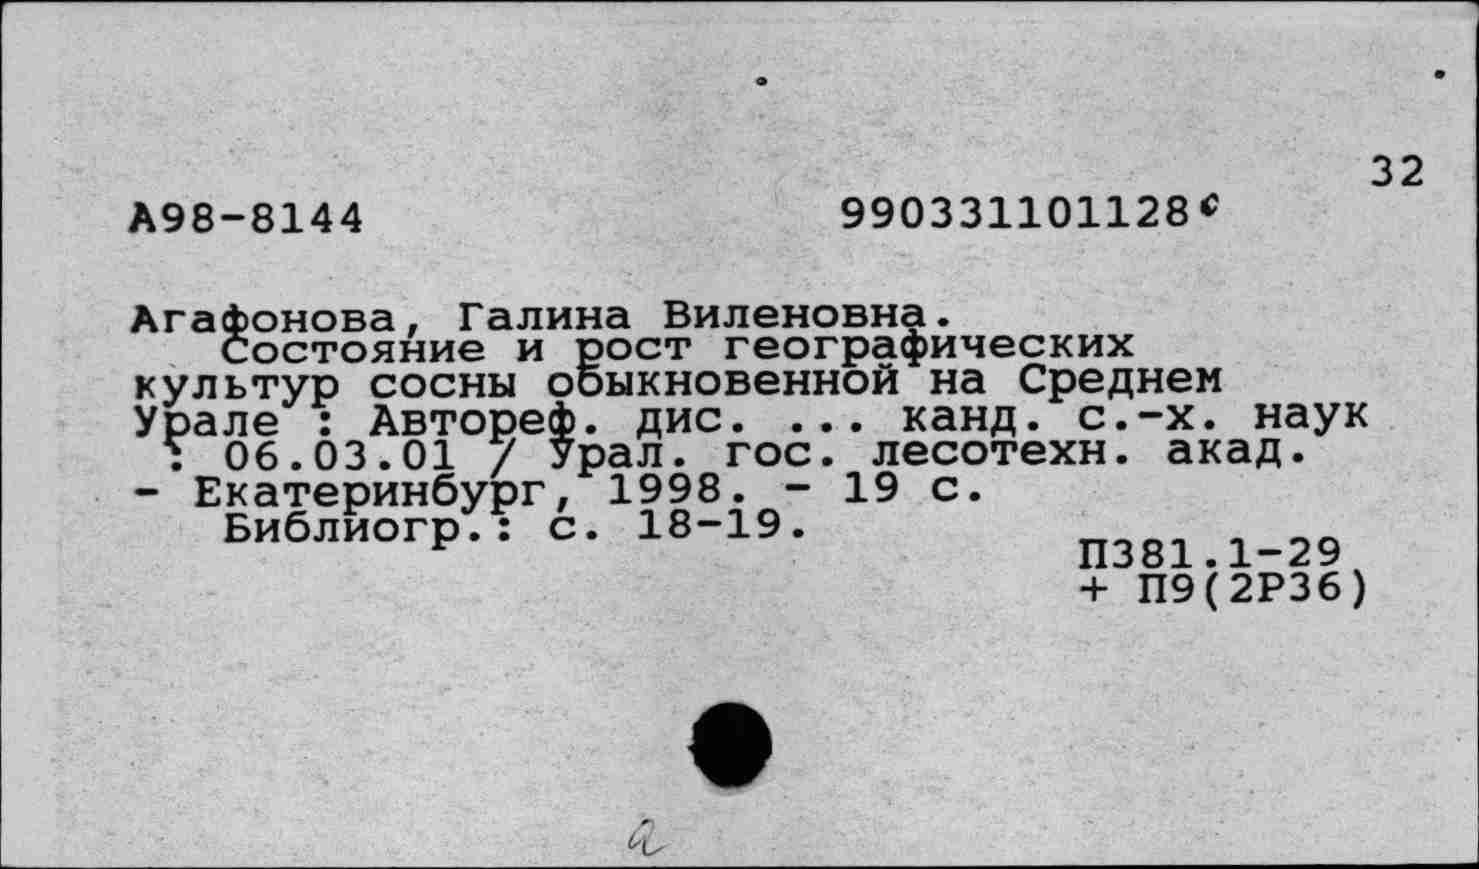 32
А98-8144 990331101128с
Агафонова, Галина Виленовна.
Состояние и рост географических
культур сосны обыкновенной на Среднем
Урале : Автореф. дис. ... канд. с.-х. наук
: 06.03.01 / Урал. гос. лесотехн. акад.
- Екатеринбург, 1998. - 19 с.
Библиогр.: с. 18-19.
П381.1-29
+ П9(2Р36)
а